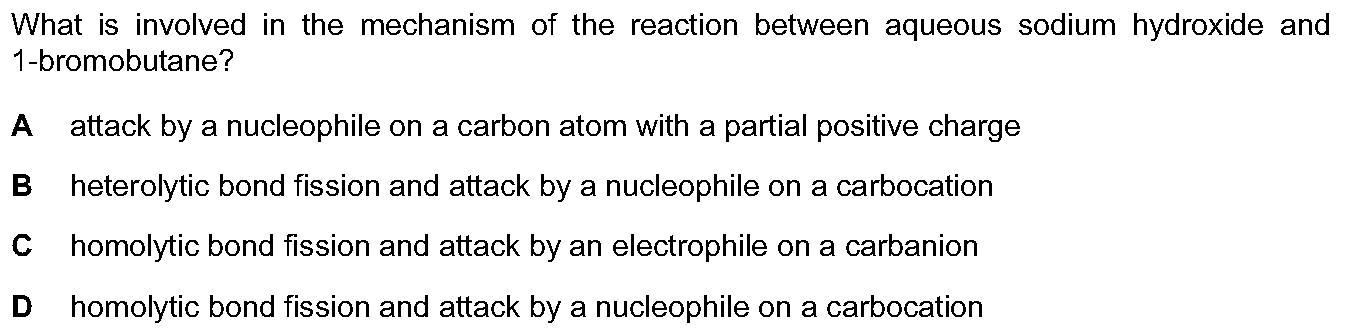 What is involved in the mechanism of the reaction between aqueous sodium hydroxide and
1-bromobutane?
A attack by a nucleophile on a carbon atom with a partial positive charge
B heterolytic bond fission and attack by a nucleophile on a carbocation
C homolytic bond fission and attack by an electrophile on a carbanion
D homolytic bond fission and attack by a nucleophile on a carbocation